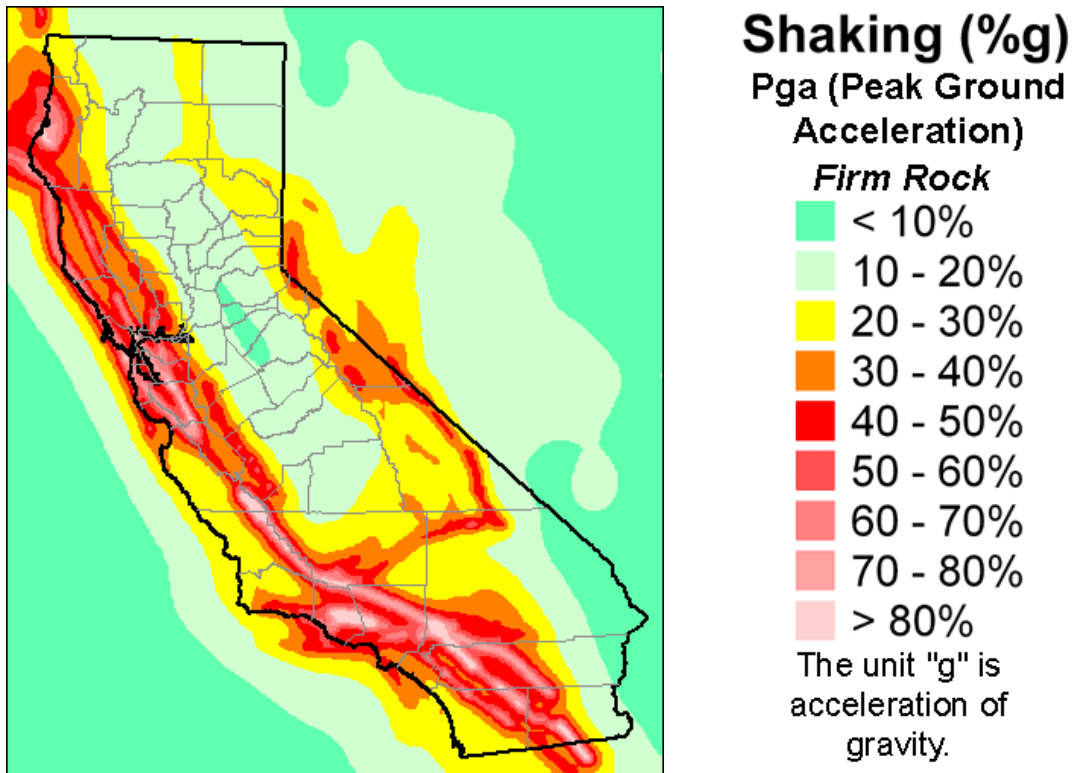 Shaking (%g)
Pga (Peak Ground
Acceleration)
Firm Rock
< 10%
10 - 20%
20 - 30%
30 - 40%
40 - 50%
50 - 60%
60 - 70%
70 - 80%
> 80%
The unit "g" is
acceleration of
gravity.